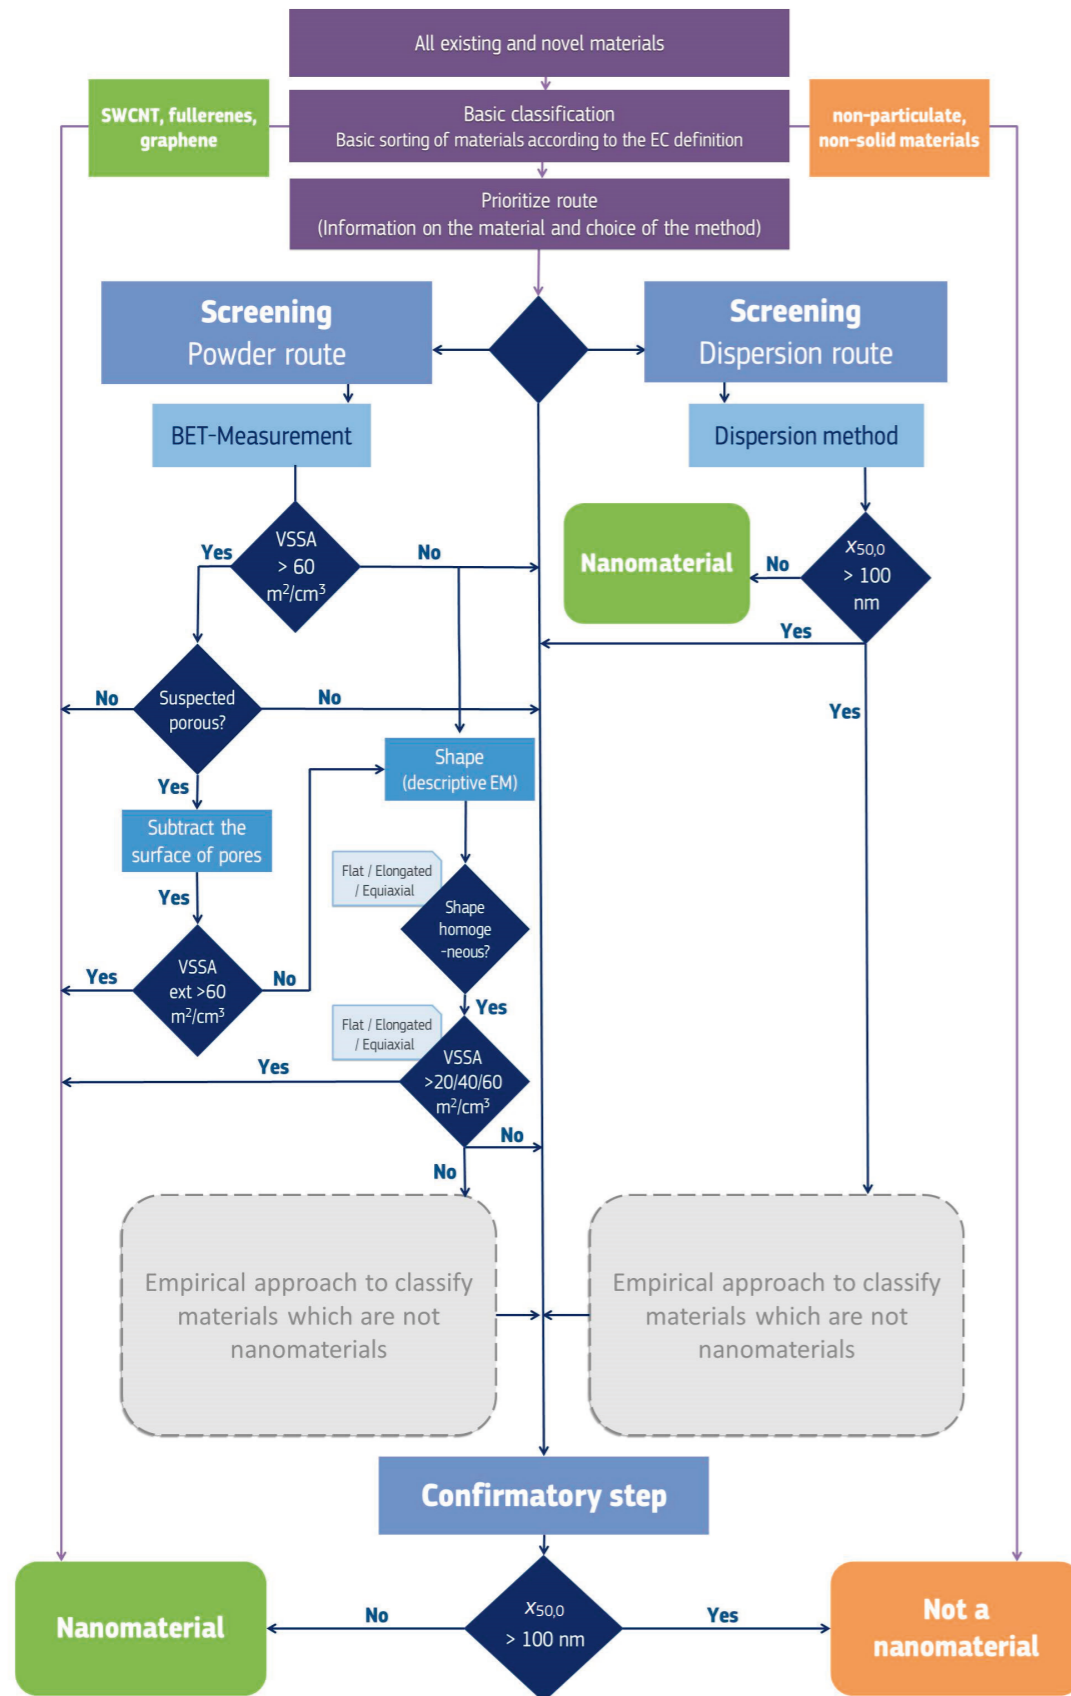 All existing and novel materials
SWCNT, fullerenes,
graphene
Basic classification
Basic sorting of materials according to the EC definition
non-particulate,
non-solid materials
Prioritize route
(Information on the material and choice of the method)
Screening
Powder route
Screening
Dispersion route
BET-Measurement
Dispersion method
VSSA
> 60
m²/cm³
Yes
No
Nanomaterial
No
x50,0
> 100
nm
Yes
Yes
Suspected
porous?
No
No
Yes
Shape
(descriptive EM)
Subtract the
surface of pores
Yes
Flat / Elongated
/ Equiaxial
Shape
homoge
-neous?
Yes
VSSA
ext >60
m²/cm³
Yes
No
Flat / Elongated
/ Equiaxial
VSSA
>20/40/60
m²/cm³
Yes
No
No
Empirical approach to classify
materials which are not
nanomaterials
Empirical approach to classify
materials which are not
nanomaterials
Confirmatory step
Nanomaterial
No
x50,0
> 100 nm
Yes
Not a
nanomaterial